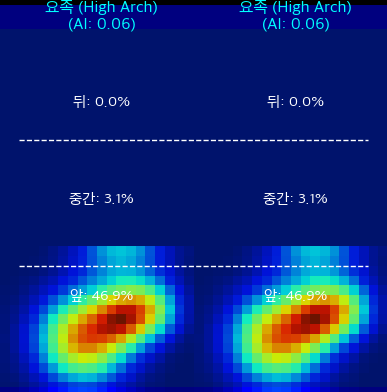 요족 (High Arch) 요족 (High Arch)
(AI: 0.06) (AI: 0.06)
뒤: 0.0% 뒤: 0.0%
중간: 3.1% 중간: 3.1%
앞: 46.9% 앞: 46.9%